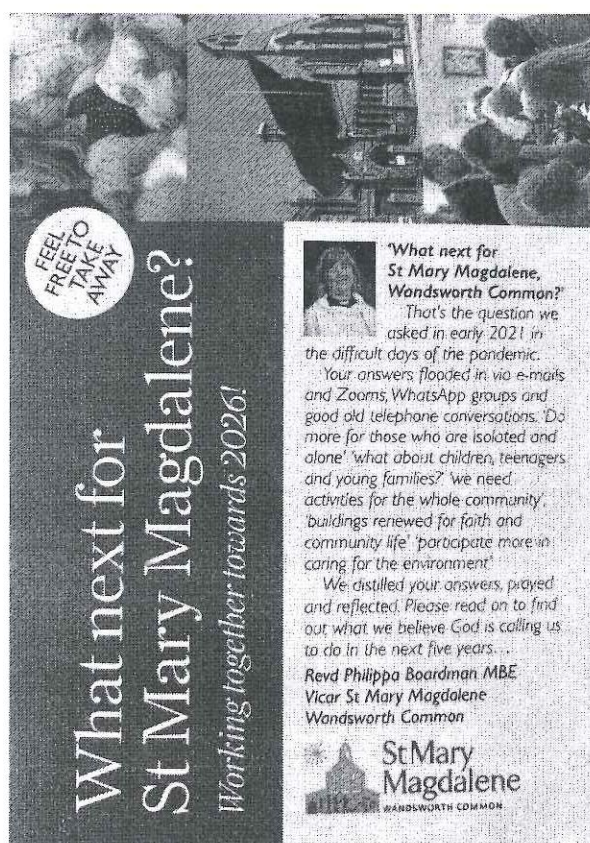 FEEL
FREE TO
TAKE
AWAY
What next for
St Mary Magdalene?
Working together towards 2026!
'What next for
St Mary Magdalene,
Wandsworth Common?'
That's the question we
asked in early 2021 in
the difficult days of the pandemic.
Your answers flooded in via e-mails
and Zooms, WhatsApp groups and
good old telephone conversations. 'Do
more for those who are isolated and
alone' 'what about children, teenagers
and young families?' 'we need
activities for the whole community',
'buildings renewed for faith and
community life' 'participate more in
caring for the environment'
We distilled your answers, prayed
and reflected. Please read on to find
out what we believe God is calling us
to do in the next five years…
Revd Philippa Boardman MBE
Vicar St Mary Magdalene
Wandsworth Common
St Mary
Magdalene
WANDSWORTH COMMON